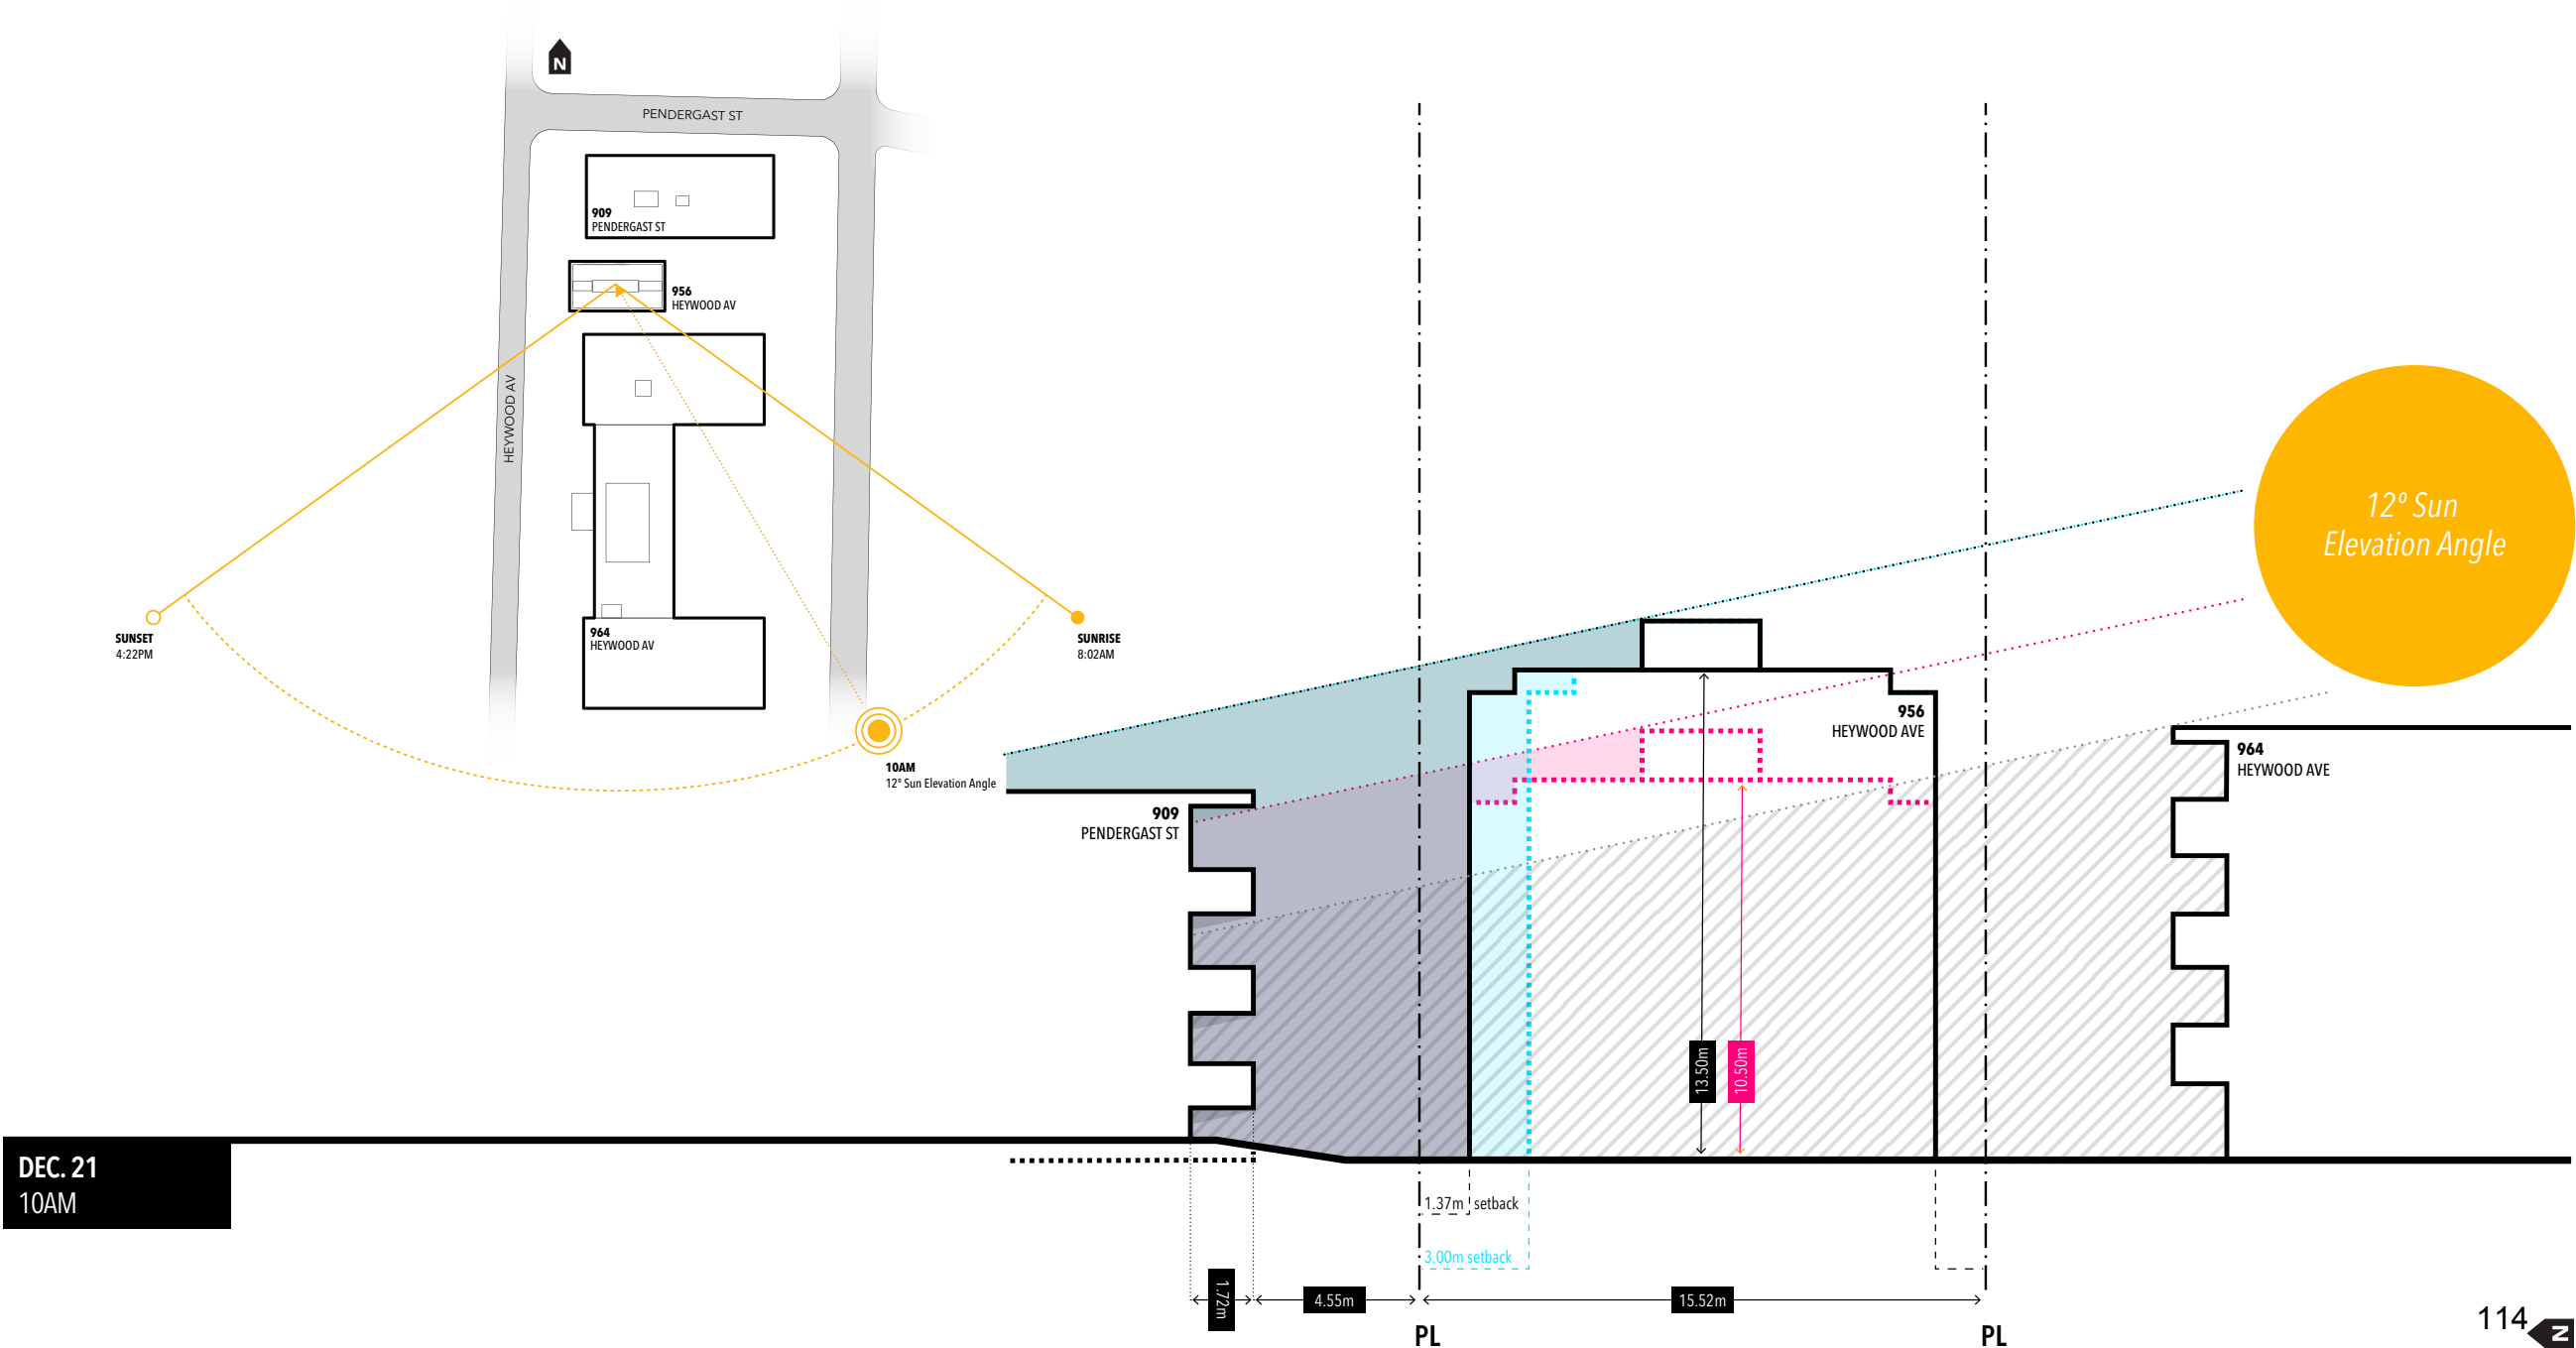 N
PENDERGAST ST
909
PENDERGAST ST
956
HEYWOOD AV
HEYWOOD AV
964
HEYWOOD AV
SUNSET
4:22PM
SUNRISE
8:02AM
10AM
12º Sun Elevation Angle
12º Sun
Elevation Angle
909
PENDERGAST ST
956
HEYWOOD AVE
964
HEYWOOD AVE
13.50m
10.50m
DEC. 21
10AM
1.37m setback
3.00m setback
1.72m
4.55m
15.52m
PL
PL
114
N